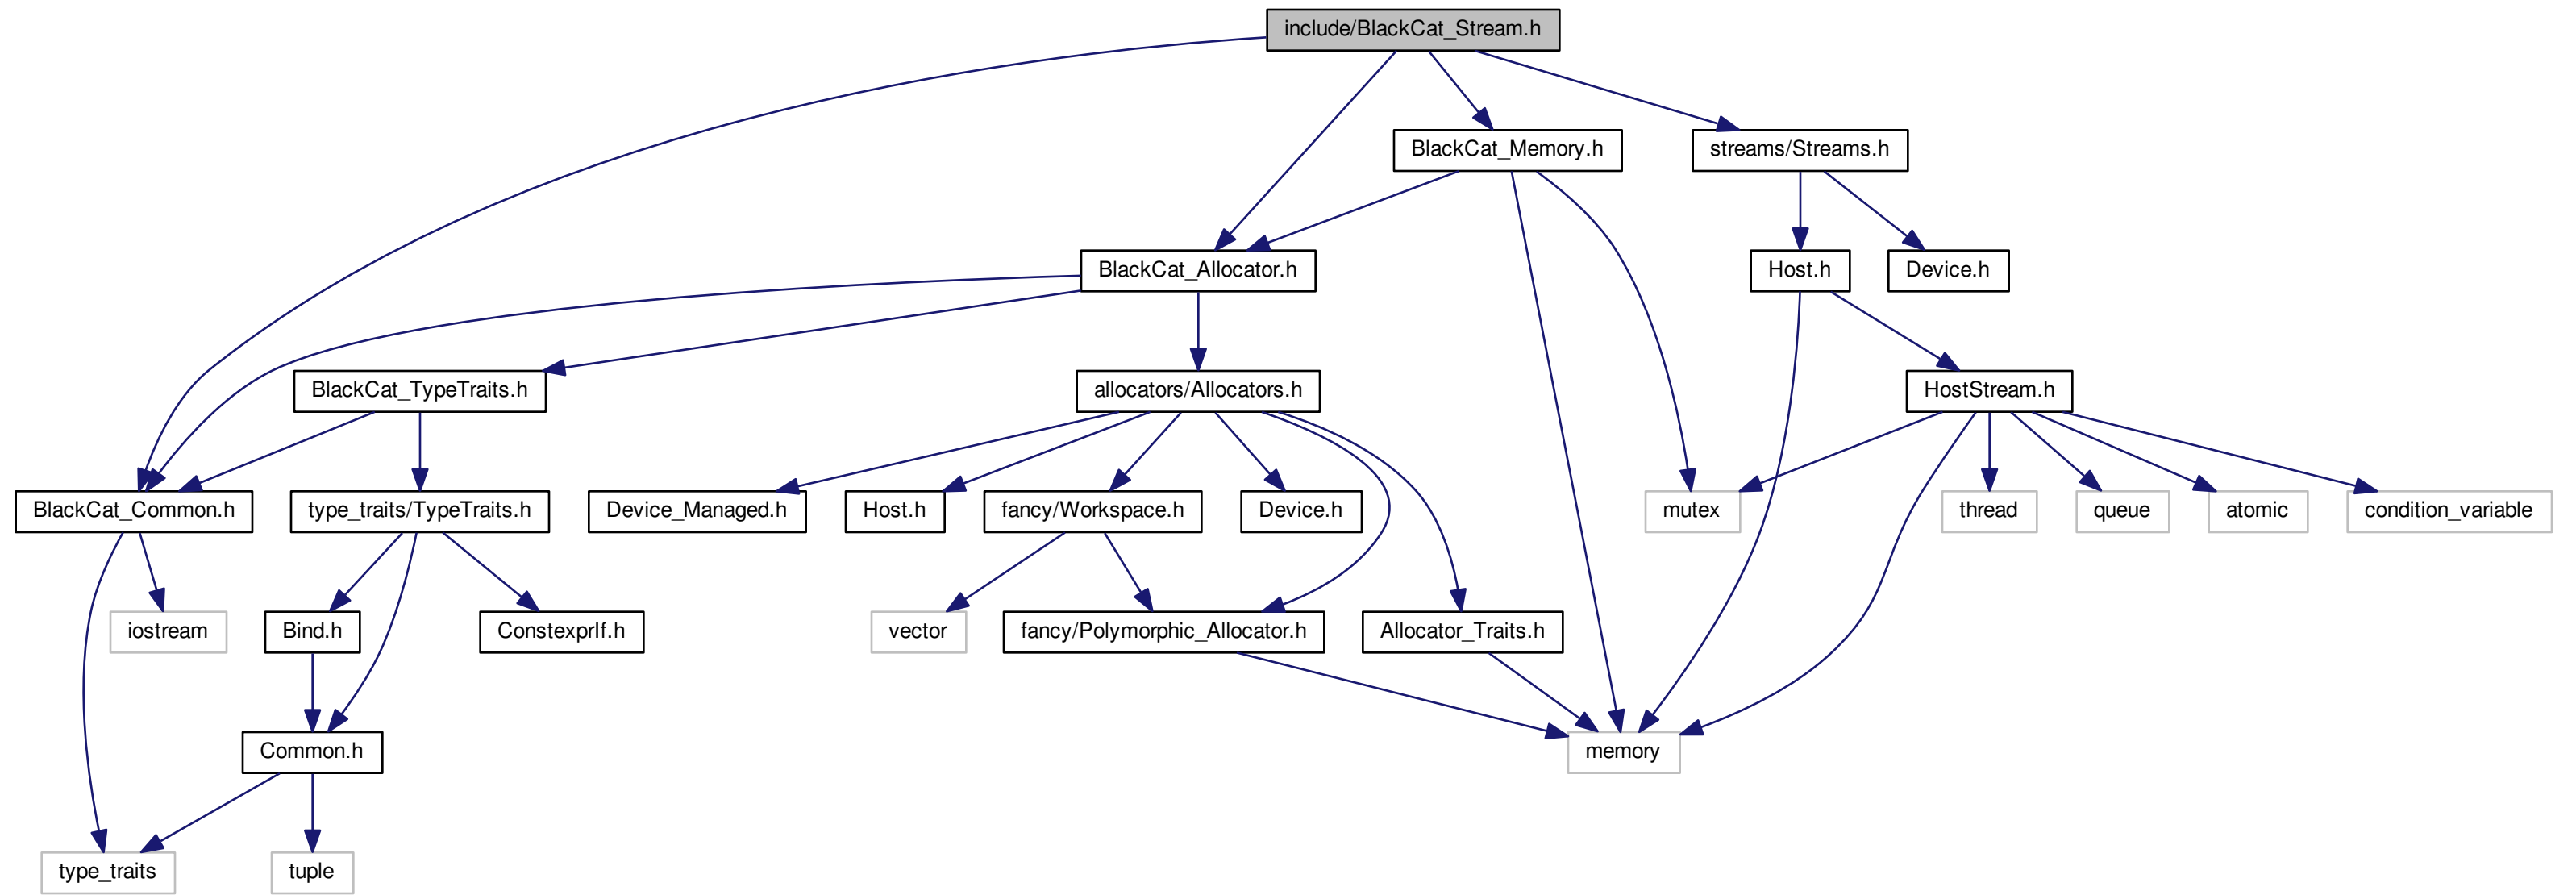 include/BlackCat_Stream.h
BlackCat_Memory.h
streams/Streams.h
BlackCat_Allocator.h
Host.h
Device.h
BlackCat_TypeTraits.h
allocators/Allocators.h
HostStream.h
BlackCat_Common.h
type_traits/TypeTraits.h
Device_Managed.h
Host.h
fancy/Workspace.h
Device.h
mutex
thread
queue
atomic
condition_variable
iostream
Bind.h
ConstexprIf.h
vector
fancy/Polymorphic_Allocator.h
Allocator_Traits.h
Common.h
memory
type_traits
tuple